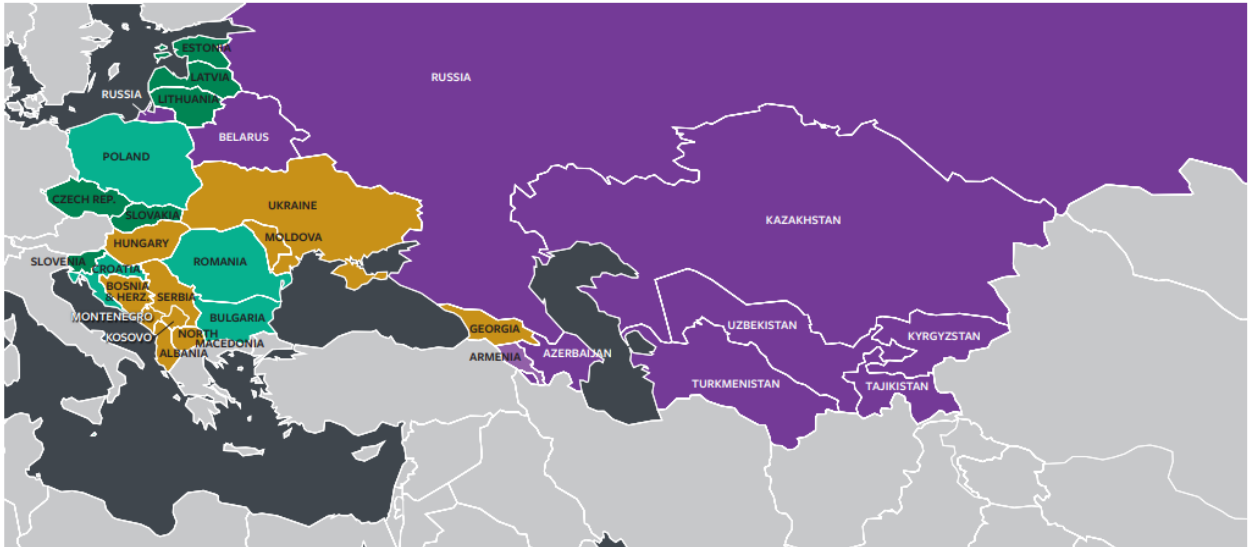 ESTONIA
LATVIA
LITHUANIA
RUSSIA
RUSSIA
BELARUS
POLAND
CZECH REP.
SLOVAKIA
UKRAINE
KAZAKHSTAN
HUNGARY
MOLDOVA
SLOVENIA
CROATIA
ROMANIA
BOSNIA
& HERZ.
SERBIA
MONTENEGRO
BULGARIA
KOSOVO
NORTH
MACEDONIA
ALBANIA
GEORGIA
ARMENIA
AZERBAIJAN
UZBEKISTAN
KYRGYZSTAN
TURKMENISTAN
TAJIKISTAN